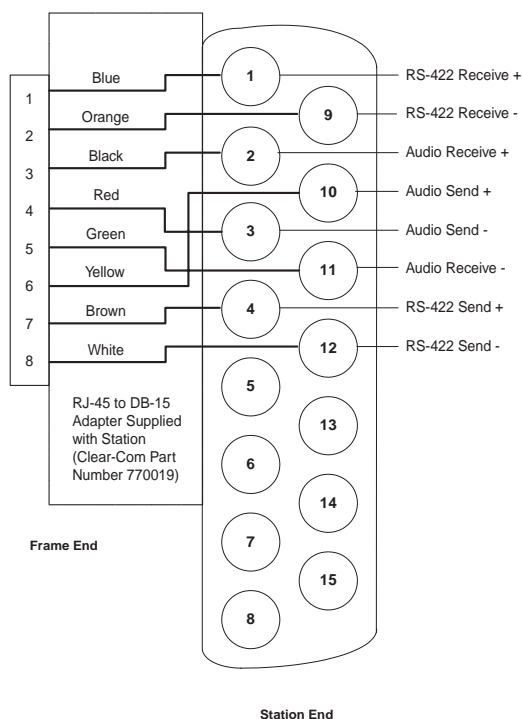 Blue
1
RS-422 Receive +
1
Orange
9
RS-422 Receive -
2
Black
2
Audio Receive +
3
Red
10
Audio Send +
4
Green
3
Audio Send -
5
Yellow
11
Audio Receive -
6
Brown
4
RS-422 Send +
7
White
12
RS-422 Send -
8
5
RJ-45 to DB-15
Adapter Supplied
with Station
(Clear-Com Part
Number 770019)
13
6
14
Frame End
7
15
8
Station End